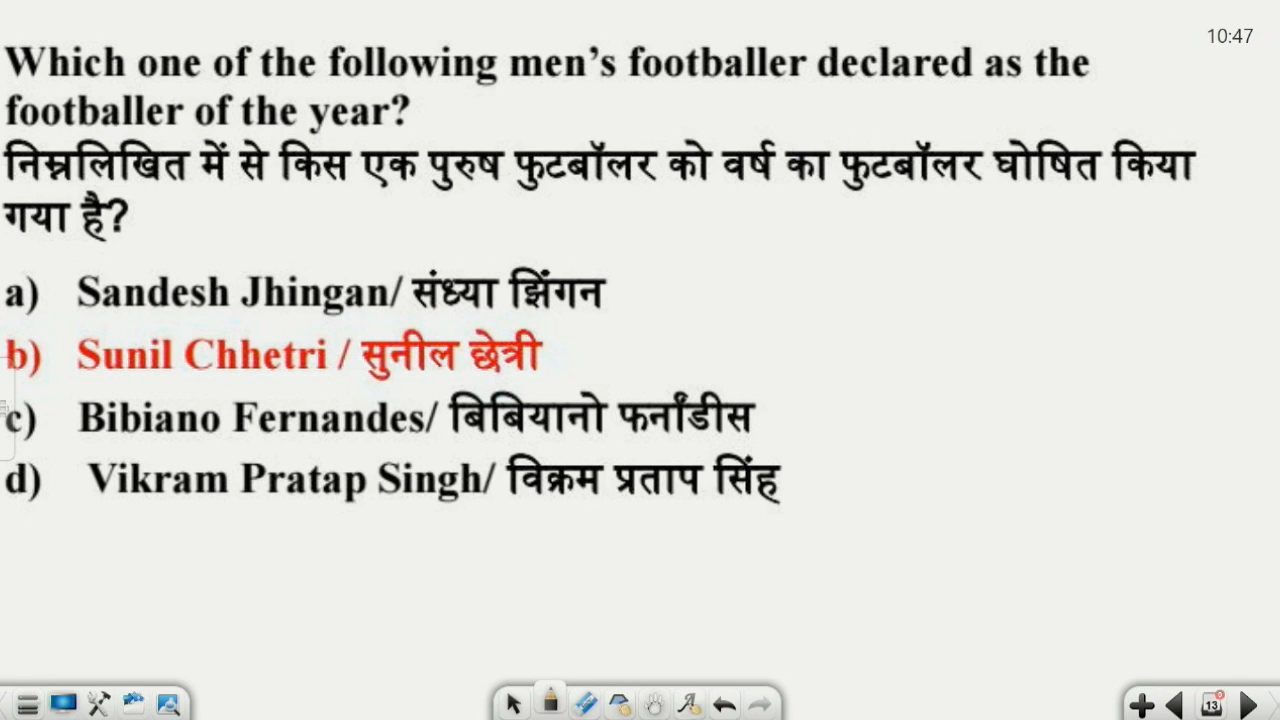 10:47
Which one of the following men's footballer declared as the
footballer of the year?
निम्नलिखित में से किस एक पुरुष फुटबॉलर को वर्ष का फुटबॉलर घोषित किया
गया है?
a) Sandesh Jhingan/ संध्या झिंगन
b) Sunil Chhetri / सुनील छेत्री
c) Bibiano Fernandes/ बिबियानो फर्नांडीस
d) Vikram Pratap Singh/ विक्रम प्रताप सिंह
13